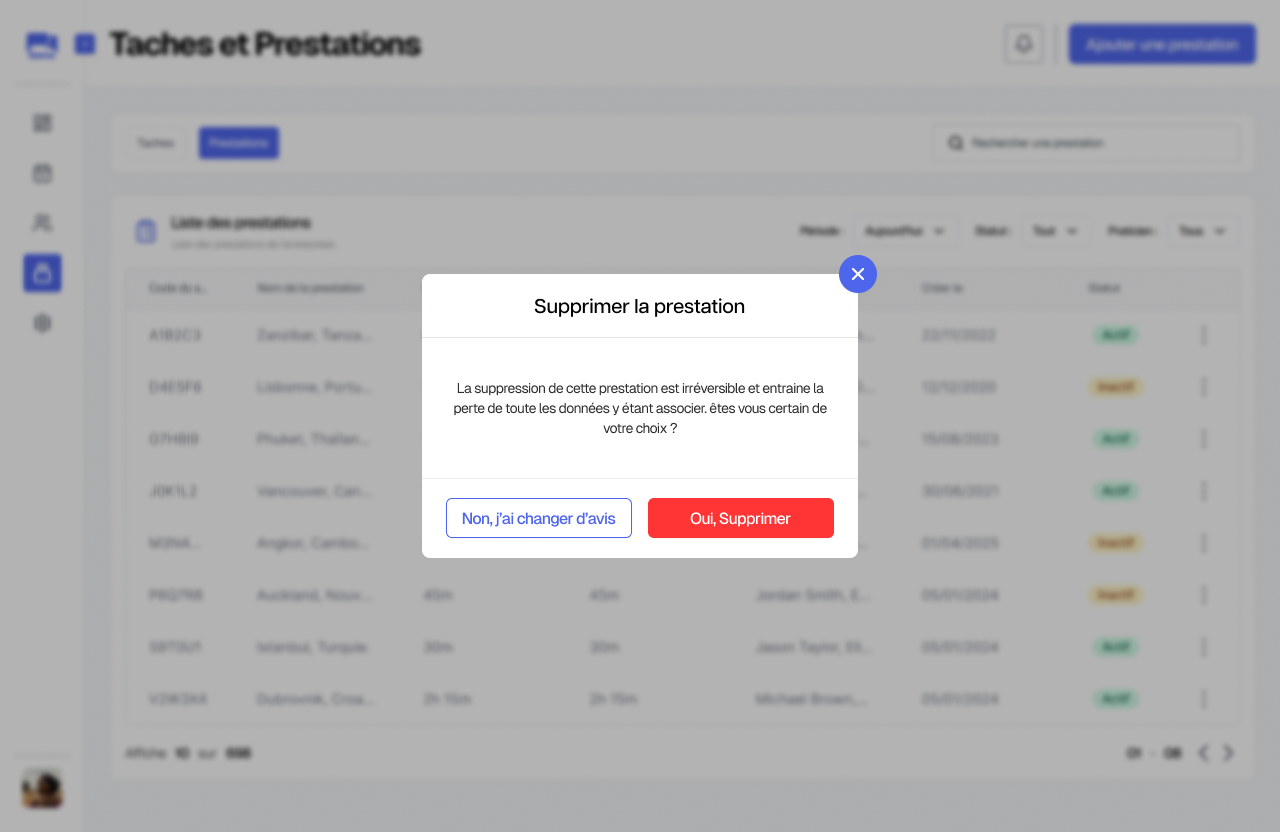 Taches et Prestations
Ajouter une prestation
Taches
Prestations
Rechercher une prestation
Liste des prestations
Liste des prestations de l'entreprise
Période :
Aujourd'hui
Statut :
Tout
Praticien :
Tous
Code du s...
Nom de la prestation
Créer le
Statut
A1B2C3
Zanzibar, Tanza...
22/11/2022
Actif
D4E5F6
Lisbonne, Portu...
12/12/2020
Inactif
G7H8I9
Phuket, Thaïlan...
15/08/2023
Actif
J0K1L2
Vancouver, Can...
30/06/2021
Actif
M3N4...
Angkor, Cambo...
01/04/2025
Inactif
P6Q7R8
Auckland, Nouv...
45m
45m
Jordan Smith, E...
05/01/2024
Inactif
S9T0U1
Istanbul, Turquie.
30m
30m
Jason Taylor, Eli...
05/01/2024
Actif
V2W3X4
Dubrovnik, Croa...
2h 15m
2h 15m
Michael Brown,...
05/01/2024
Actif
Affiche 10 sur 698
01 - 08
Supprimer la prestation
La suppression de cette prestation est irréversible et entraine la
perte de toute les données y étant associer. êtes vous certain de
votre choix ?
Non, j'ai changer d'avis
Oui, Supprimer